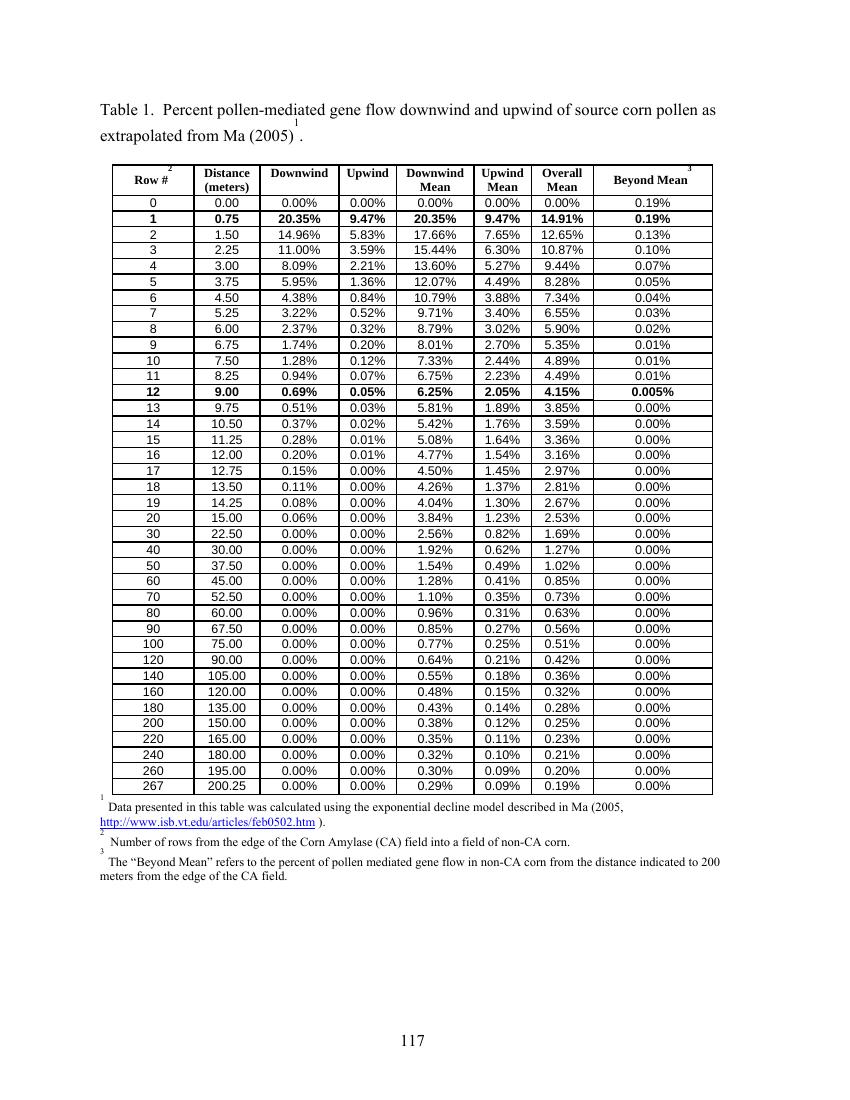 Table 1.  Percent pollen-mediated gene flow downwind and upwind of source corn pollen as
extrapolated from Ma (2005) 1.
Row # 2 Distance (meters) Downwind Upwind Downwind Mean Upwind Mean Overall Mean Beyond Mean 3
0 0.00 0.00% 0.00% 0.00% 0.00% 0.00% 0.19%
1 0.75 20.35% 9.47% 20.35% 9.47% 14.91% 0.19%
2 1.50 14.96% 5.83% 17.66% 7.65% 12.65% 0.13%
3 2.25 11.00% 3.59% 15.44% 6.30% 10.87% 0.10%
4 3.00 8.09% 2.21% 13.60% 5.27% 9.44% 0.07%
5 3.75 5.95% 1.36% 12.07% 4.49% 8.28% 0.05%
6 4.50 4.38% 0.84% 10.79% 3.88% 7.34% 0.04%
7 5.25 3.22% 0.52% 9.71% 3.40% 6.55% 0.03%
8 6.00 2.37% 0.32% 8.79% 3.02% 5.90% 0.02%
9 6.75 1.74% 0.20% 8.01% 2.70% 5.35% 0.01%
10 7.50 1.28% 0.12% 7.33% 2.44% 4.89% 0.01%
11 8.25 0.94% 0.07% 6.75% 2.23% 4.49% 0.01%
12 9.00 0.69% 0.05% 6.25% 2.05% 4.15% 0.005%
13 9.75 0.51% 0.03% 5.81% 1.89% 3.85% 0.00%
14 10.50 0.37% 0.02% 5.42% 1.76% 3.59% 0.00%
15 11.25 0.28% 0.01% 5.08% 1.64% 3.36% 0.00%
16 12.00 0.20% 0.01% 4.77% 1.54% 3.16% 0.00%
17 12.75 0.15% 0.00% 4.50% 1.45% 2.97% 0.00%
18 13.50 0.11% 0.00% 4.26% 1.37% 2.81% 0.00%
19 14.25 0.08% 0.00% 4.04% 1.30% 2.67% 0.00%
20 15.00 0.06% 0.00% 3.84% 1.23% 2.53% 0.00%
30 22.50 0.00% 0.00% 2.56% 0.82% 1.69% 0.00%
40 30.00 0.00% 0.00% 1.92% 0.62% 1.27% 0.00%
50 37.50 0.00% 0.00% 1.54% 0.49% 1.02% 0.00%
60 45.00 0.00% 0.00% 1.28% 0.41% 0.85% 0.00%
70 52.50 0.00% 0.00% 1.10% 0.35% 0.73% 0.00%
80 60.00 0.00% 0.00% 0.96% 0.31% 0.63% 0.00%
90 67.50 0.00% 0.00% 0.85% 0.27% 0.56% 0.00%
100 75.00 0.00% 0.00% 0.77% 0.25% 0.51% 0.00%
120 90.00 0.00% 0.00% 0.64% 0.21% 0.42% 0.00%
140 105.00 0.00% 0.00% 0.55% 0.18% 0.36% 0.00%
160 120.00 0.00% 0.00% 0.48% 0.15% 0.32% 0.00%
180 135.00 0.00% 0.00% 0.43% 0.14% 0.28% 0.00%
200 150.00 0.00% 0.00% 0.38% 0.12% 0.25% 0.00%
220 165.00 0.00% 0.00% 0.35% 0.11% 0.23% 0.00%
240 180.00 0.00% 0.00% 0.32% 0.10% 0.21% 0.00%
260 195.00 0.00% 0.00% 0.30% 0.09% 0.20% 0.00%
267 200.25 0.00% 0.00% 0.29% 0.09% 0.19% 0.00%
1 Data presented in this table was calculated using the exponential decline model described in Ma (2005,
http://www.isb.vt.edu/articles/feb0502.htm ).
2 Number of rows from the edge of the Corn Amylase (CA) field into a field of non-CA corn.
3 The “Beyond Mean” refers to the percent of pollen mediated gene flow in non-CA corn from the distance indicated to 200
meters from the edge of the CA field.
117